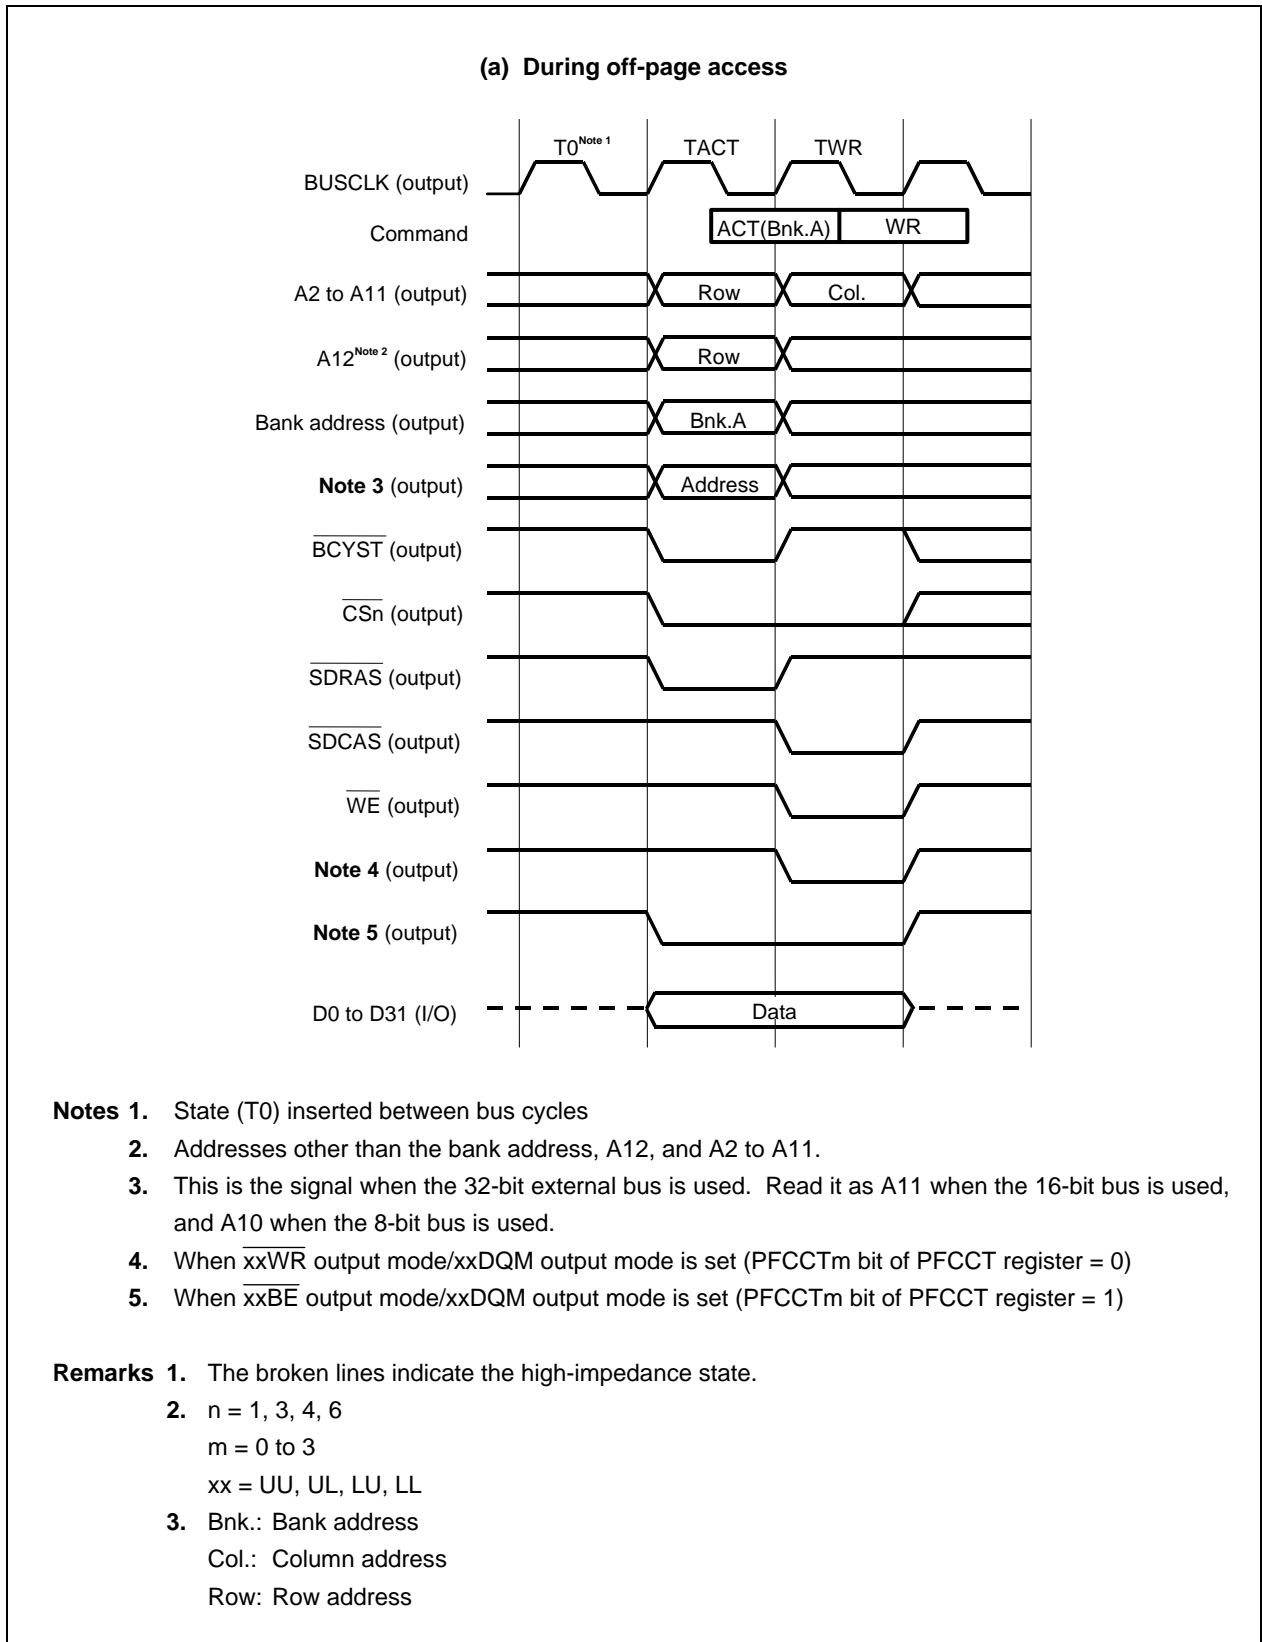 (a) During off-page access
T0Note 1 TACT TWR
BUSCLK (output)
Command ACT(Bnk.A) WR
A2 to A11 (output) Row Col.
A12Note 2 (output) Row
Bank address (output) Bnk.A
Note 3 (output) Address
BCYST (output)
CSn (output)
SDRAS (output)
SDCAS (output)
WE (output)
Note 4 (output)
Note 5 (output)
D0 to D31 (I/O) Data
Notes 1. State (T0) inserted between bus cycles
2. Addresses other than the bank address, A12, and A2 to A11.
3. This is the signal when the 32-bit external bus is used. Read it as A11 when the 16-bit bus is used,
and A10 when the 8-bit bus is used.
4. When xxWR output mode/xxDQM output mode is set (PFCCTm bit of PFCCT register = 0)
5. When xxBE output mode/xxDQM output mode is set (PFCCTm bit of PFCCT register = 1)
Remarks 1. The broken lines indicate the high-impedance state.
2. n = 1, 3, 4, 6
m = 0 to 3
xx = UU, UL, LU, LL
3. Bnk.: Bank address
Col.: Column address
Row: Row address